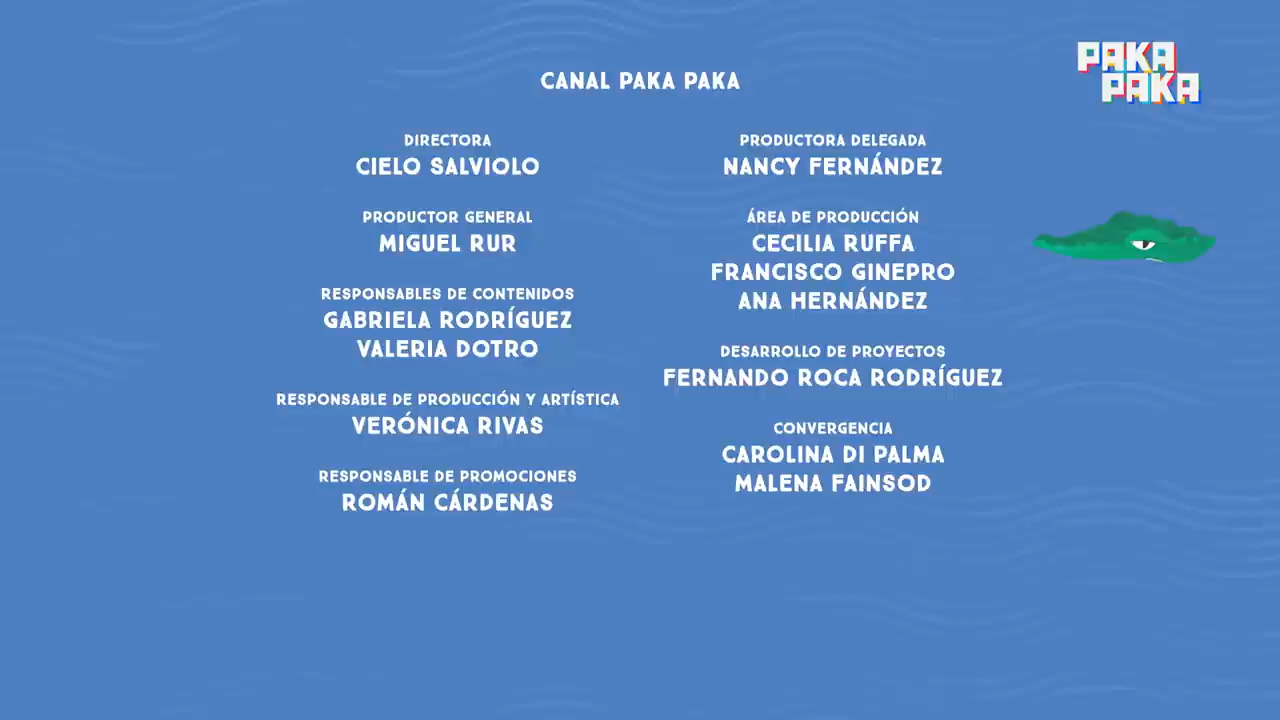 CANAL PAKA PAKA
PAKA
PAKA
DIRECTORA
CIELO SALVIOLO
PRODUCTOR GENERAL
MIGUEL RUR
RESPONSABLES DE CONTENIDOS
GABRIELA RODRÍGUEZ
VALERIA DOTRO
RESPONSABLE DE PRODUCCIÓN Y ARTÍSTICA
VERÓNICA RIVAS
RESPONSABLE DE PROMOCIONES
ROMÁN CÁRDENAS
PRODUCTORA DELEGADA
NANCY FERNÁNDEZ
ÁREA DE PRODUCCIÓN
CECILIA RUFFA
FRANCISCO GINEPRO
ANA HERNÁNDEZ
DESARROLLO DE PROYECTOS
FERNANDO ROCA RODRÍGUEZ
CONVERGENCIA
CAROLINA DI PALMA
MALENA FAINSOD